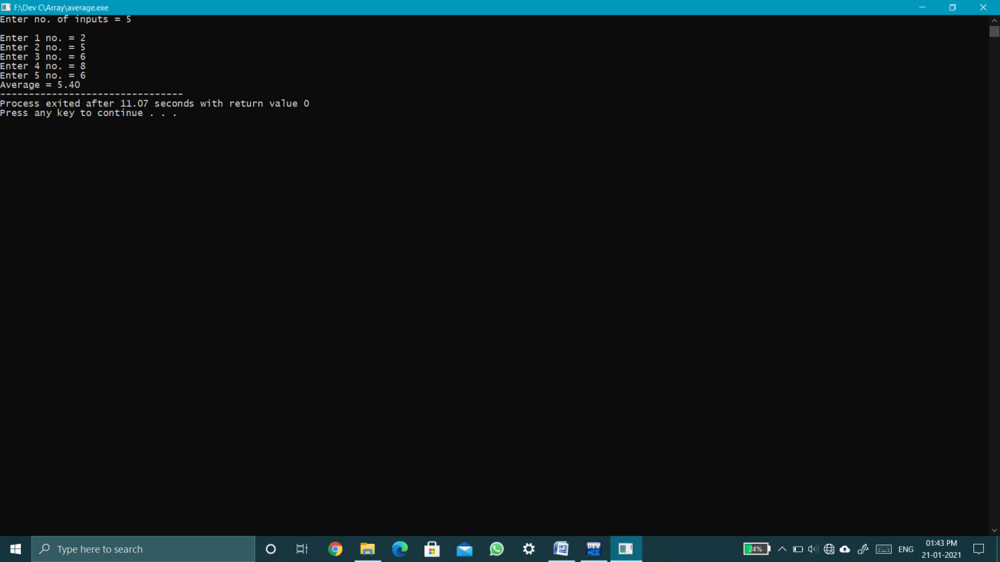 F:\Dev C\Array\average.exe
Enter no. of inputs = 5
Enter 1 no. = 2
Enter 2 no. = 5
Enter 3 no. = 6
Enter 4 no. = 8
Enter 5 no. = 6
Average = 5.40
--------------------------------
Process exited after 11.07 seconds with return value 0
Press any key to continue . . .
Type here to search
DEV
C++
24%
ENG
01:43 PM
21-01-2021